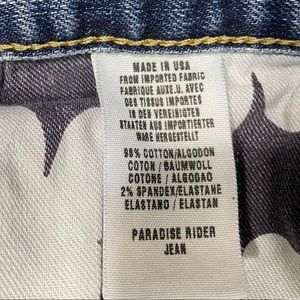 MADE IN USA
FROM IMPORTED FABRIC
FABRIQUE AUX E.U. AVEC
DES TISSUS IMPORTES
IN DEN VEREINIGTEN
STAATEN AUS IMPORTIERTER
WARE HERGESTELLT
98% COTTON/ALGODON
COTON / BAUMWOLL
COTONE / ALGODAO
2% SPANDEX/ELASTANE
ELASTANO / ELASTAN
PARADISE RIDER
JEAN